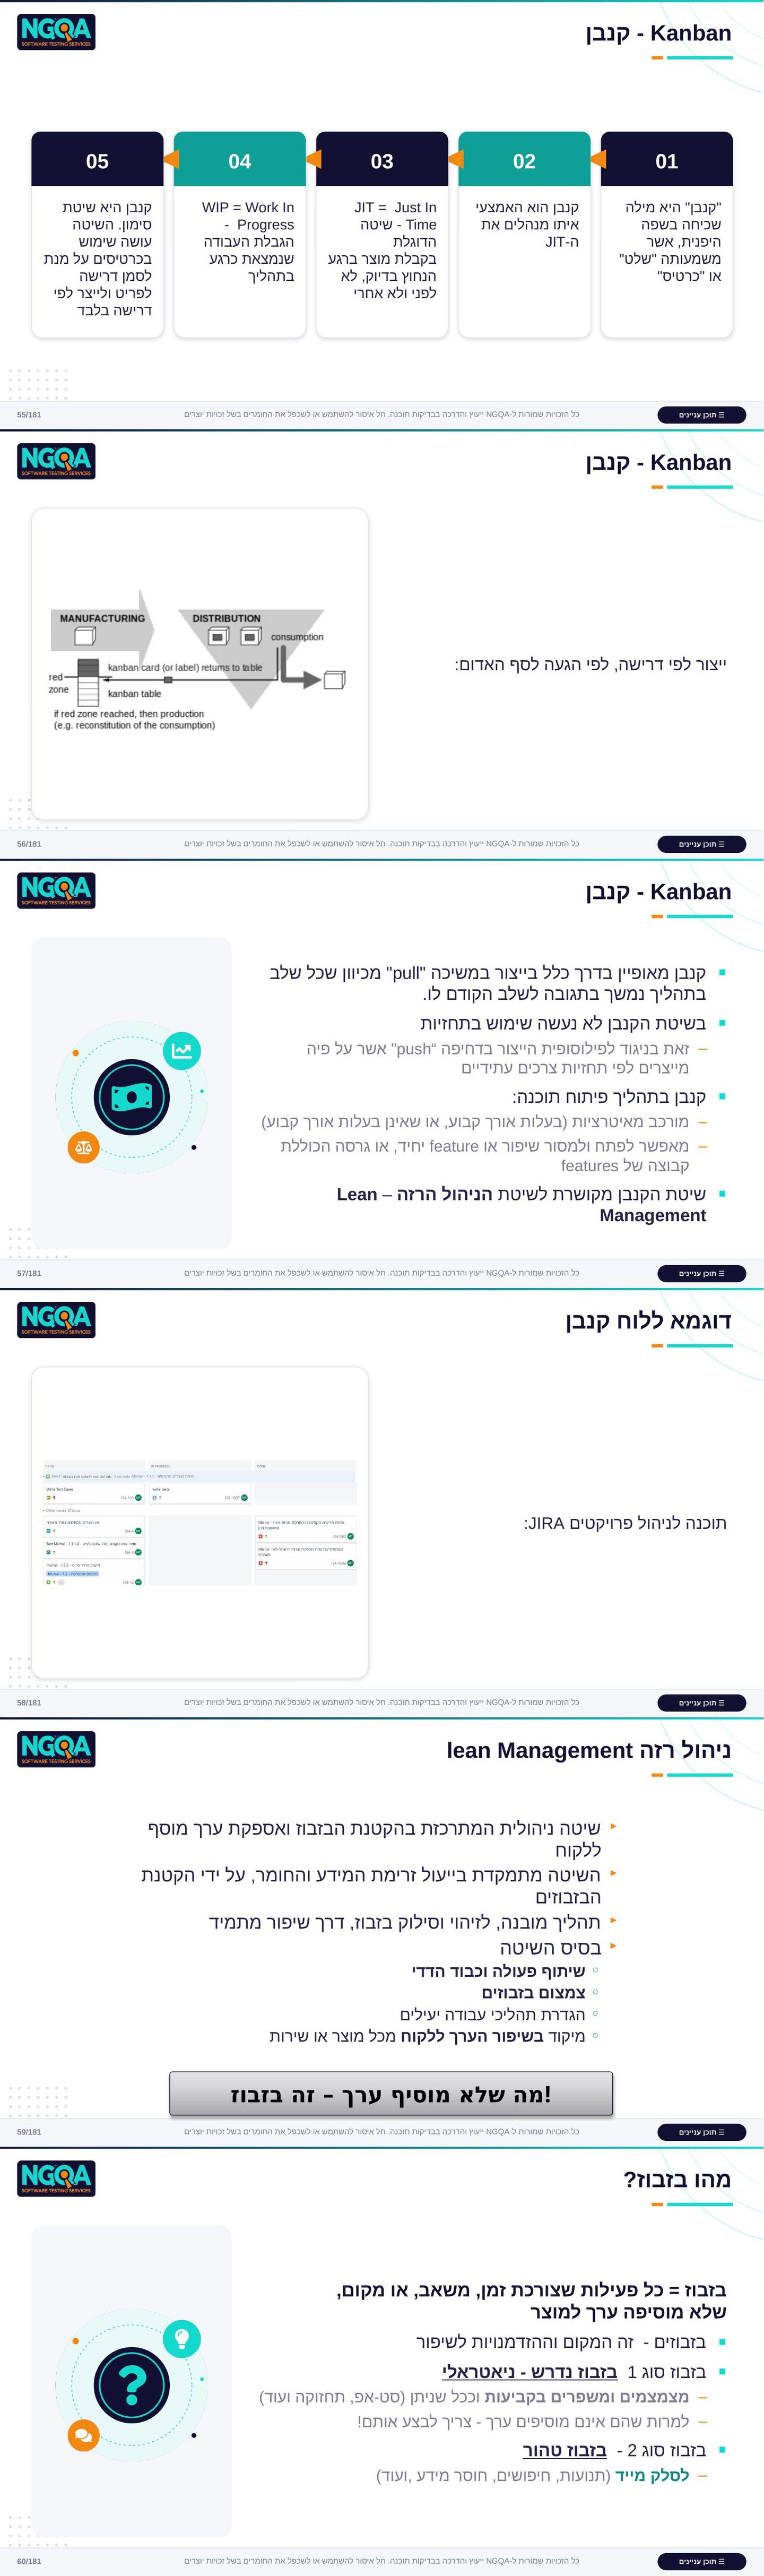 Kanban - קנבן
NGQA
SOFTWARE TESTING SERVICES
01
"קנבן" היא מילה
שכיחה בשפה
היפנית, אשר
משמעותה "שלט"
או "כרטיס"
02
קנבן הוא האמצעי
איתו מנהלים את
ה-JIT
03
JIT = Just In
Time - שיטה
הדוגלת
בקבלת מוצר ברגע
הנחוץ בדיוק, לא
לפני ולא אחרי
04
WIP = Work In
Progress -
הגבלת העבודה
שנמצאת כרגע
בתהליך
05
קנבן היא שיטת
סימון. השיטה
עושה שימוש
בכרטיסים על מנת
לסמן דרישה
לפריט ולייצר לפי
דרישה בלבד
☰ תוכן עניינים
כל הזכויות שמורות ל-NGQA ייעוץ והדרכה בבדיקות תוכנה. חל איסור להשתמש או לשכפל את החומרים בשל זכויות יוצרים
55/181
Kanban - קנבן
NGQA
SOFTWARE TESTING SERVICES
ייצור לפי דרישה, לפי הגעה לסף האדום:
MANUFACTURING
DISTRIBUTION
consumption
kanban card (or label) returns to table
red
zone
kanban table
if red zone reached, then production
(e.g. reconstitution of the consumption)
☰ תוכן עניינים
כל הזכויות שמורות ל-NGQA ייעוץ והדרכה בבדיקות תוכנה. חל איסור להשתמש או לשכפל את החומרים בשל זכויות יוצרים
56/181
Kanban - קנבן
NGQA
SOFTWARE TESTING SERVICES
קנבן מאופיין בדרך כלל בייצור במשיכה "pull" מכיוון שכל שלב
בתהליך נמשך בתגובה לשלב הקודם לו.
בשיטת הקנבן לא נעשה שימוש בתחזיות
– זאת בניגוד לפילוסופית הייצור בדחיפה “push" אשר על פיה
מייצרים לפי תחזיות צרכים עתידיים
קנבן בתהליך פיתוח תוכנה:
– מורכב מאיטרציות (בעלות אורך קבוע, או שאינן בעלות אורך קבוע)
– מאפשר לפתח ולמסור שיפור או feature יחיד, או גרסה הכוללת
קבוצה של features
שיטת הקנבן מקושרת לשיטת הניהול הרזה – Lean
Management
☰ תוכן עניינים
כל הזכויות שמורות ל-NGQA ייעוץ והדרכה בבדיקות תוכנה. חל איסור להשתמש או לשכפל את החומרים בשל זכויות יוצרים
57/181
דוגמא ללוח קנבן
NGQA
SOFTWARE TESTING SERVICES
תוכנה לניהול פרויקטים JIRA:
Write Test Cases
☰ תוכן עניינים
כל הזכויות שמורות ל-NGQA ייעוץ והדרכה בבדיקות תוכנה. חל איסור להשתמש או לשכפל את החומרים בשל זכויות יוצרים
58/181
ניהול רזה lean Management
NGQA
SOFTWARE TESTING SERVICES
שיטה ניהולית המתרכזת בהקטנת הבזבוז ואספקת ערך מוסף
ללקוח
השיטה מתמקדת בייעול זרימת המידע והחומר, על ידי הקטנת
הבזבוזים
תהליך מובנה, לזיהוי וסילוק בזבוז, דרך שיפור מתמיד
בסיס השיטה
שיתוף פעולה וכבוד הדדי
צמצום בזבוזים
הגדרת תהליכי עבודה יעילים
מיקוד בשיפור הערך ללקוח מכל מוצר או שירות
מה שלא מוסיף ערך – זה בזבוז!
☰ תוכן עניינים
כל הזכויות שמורות ל-NGQA ייעוץ והדרכה בבדיקות תוכנה. חל איסור להשתמש או לשכפל את החומרים בשל זכויות יוצרים
59/181
מהו בזבוז?
NGQA
SOFTWARE TESTING SERVICES
בזבוז = כל פעילות שצורכת זמן, משאב, או מקום,
שלא מוסיפה ערך למוצר
בזבוזים - זה המקום וההזדמנויות לשיפור
בזבוז סוג 1 בזבוז נדרש - ניאטראלי
– מצמצמים ומשפרים בקביעות וככל שניתן (סט-אפ, תחזוקה ועוד)
– למרות שהם אינם מוסיפים ערך - צריך לבצע אותם!
בזבוז סוג 2 - בזבוז טהור
– לסלק מייד (תנועות, חיפושים, חוסר מידע ,ועוד)
☰ תוכן עניינים
כל הזכויות שמורות ל-NGQA ייעוץ והדרכה בבדיקות תוכנה. חל איסור להשתמש או לשכפל את החומרים בשל זכויות יוצרים
60/181